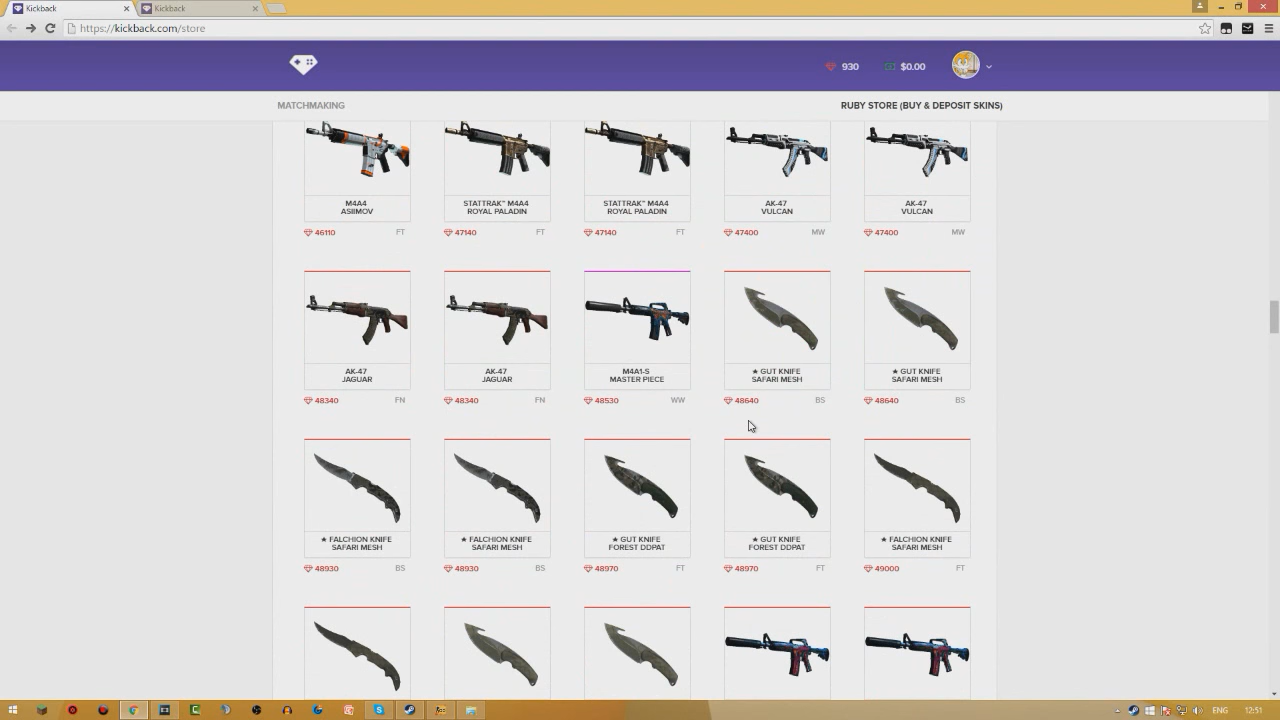 Kickback
Kickback
https://kickback.com/store
930
$0.00
MATCHMAKING
RUBY STORE (BUY & DEPOSIT SKINS)
M4A4
ASIIMOV
STATTRAK™ M4A4
ROYAL PALADIN
STATTRAK™ M4A4
ROYAL PALADIN
AK-47
VULCAN
AK-47
VULCAN
46110 FT
47140 FT
47140 FT
47400 MW
47400 MW
AK-47
JAGUAR
AK-47
JAGUAR
M4A1-S
MASTER PIECE
★ GUT KNIFE
SAFARI MESH
★ GUT KNIFE
SAFARI MESH
48340 FN
48340 FN
48530 WW
48640 BS
48640 BS
★ FALCHION KNIFE
SAFARI MESH
★ FALCHION KNIFE
SAFARI MESH
★ GUT KNIFE
FOREST DDPAT
★ GUT KNIFE
FOREST DDPAT
★ FALCHION KNIFE
SAFARI MESH
48930 BS
48930 BS
48970 FT
48970 FT
49000 FT
ENG
12:51